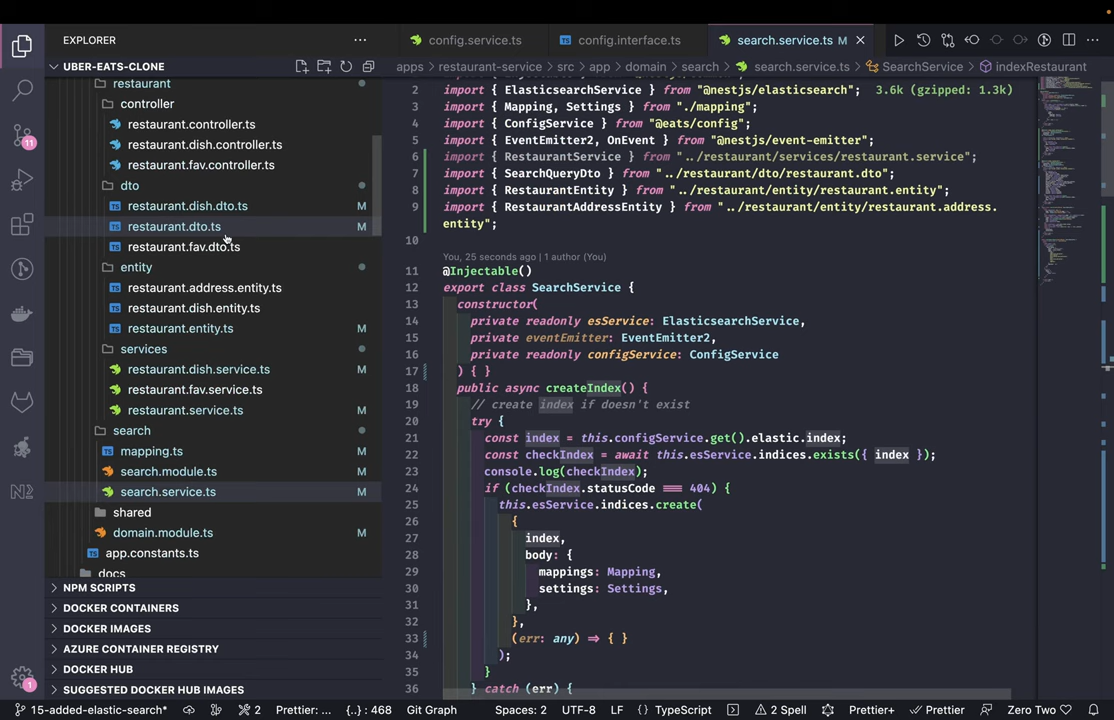 EXPLORER
UBER-EATS-CLONE
restaurant
controller
restaurant.controller.ts
restaurant.dish.controller.ts
restaurant.fav.controller.ts
dto
restaurant.dish.dto.ts M
restaurant.dto.ts M
restaurant.fav.dto.ts
entity
restaurant.address.entity.ts
restaurant.dish.entity.ts
restaurant.entity.ts M
services
restaurant.dish.service.ts M
restaurant.fav.service.ts
restaurant.service.ts M
search
mapping.ts M
search.module.ts M
search.service.ts M
shared
domain.module.ts M
app.constants.ts
docs
NPM SCRIPTS
DOCKER CONTAINERS
DOCKER IMAGES
AZURE CONTAINER REGISTRY
DOCKER HUB
SUGGESTED DOCKER HUB IMAGES
11
1
config.service.ts
config.interface.ts
search.service.ts M
apps > restaurant-service > src > app > domain > search > search.service.ts > SearchService > indexRestaurant
2 import { ElasticsearchService } from "@nestjs/elasticsearch"; 3.6k (gzipped: 1.3k)
3 import { Mapping, Settings } from "./mapping";
4 import { ConfigService } from "@eats/config";
5 import { EventEmitter2, OnEvent } from "@nestjs/event-emitter";
6 import { RestaurantService } from "../restaurant/services/restaurant.service";
7 import { SearchQueryDto } from "../restaurant/dto/restaurant.dto";
8 import { RestaurantEntity } from "../restaurant/entity/restaurant.entity";
9 import { RestaurantAddressEntity } from "../restaurant/entity/restaurant.address.
entity";
10
You, 25 seconds ago | 1 author (You)
11 @Injectable()
12 export class SearchService {
13 constructor(
14 private readonly esService: ElasticsearchService,
15 private eventEmitter: EventEmitter2,
16 private readonly configService: ConfigService
17 ) { }
18 public async createIndex() {
19 // create index if doesn't exist
20 try {
21 const index = this.configService.get().elastic.index;
22 const checkIndex = await this.esService.indices.exists({ index });
23 console.log(checkIndex);
24 if (checkIndex.statusCode === 404) {
25 this.esService.indices.create(
26 {
27 index,
28 body: {
29 mappings: Mapping,
30 settings: Settings,
31 },
32 },
33 (err: any) => { }
34 );
35 }
36 } catch (err) {
15-added-elastic-search* 2 Prettier: ... {..} : 468 Git Graph Spaces: 2 UTF-8 LF { } TypeScript 2 Spell Prettier+ Prettier Zero Two